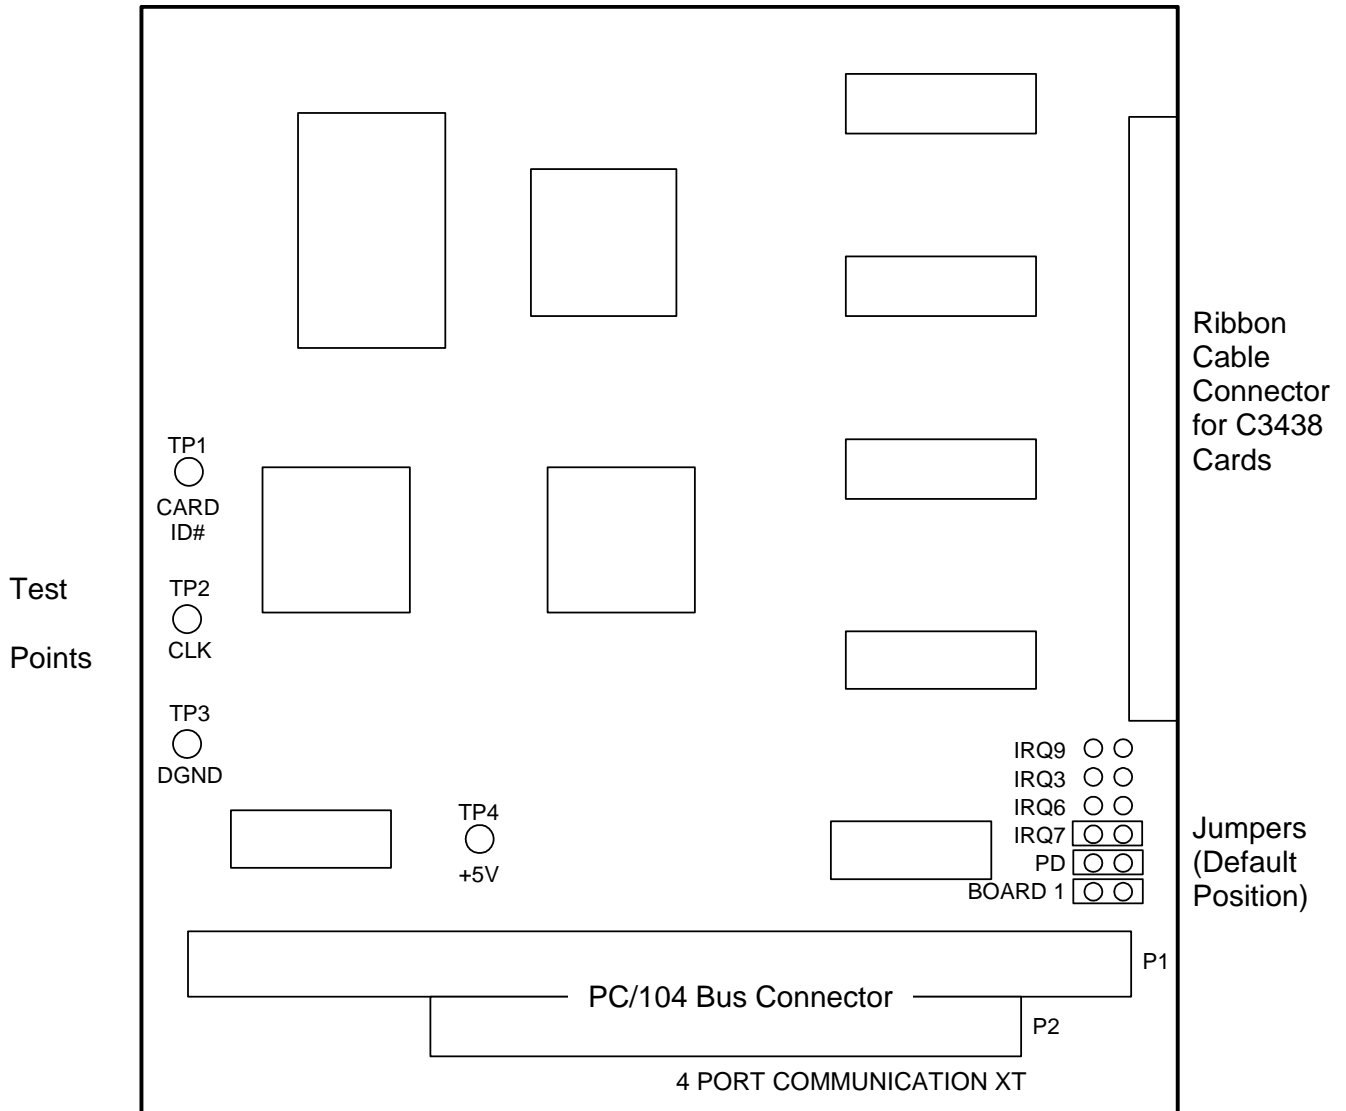 Ribbon
Cable
Connector
for C3438
Cards
TP1
CARD
ID#
Test
Points
TP2
CLK
TP3
DGND
TP4
+5V
IRQ9
IRQ3
IRQ6
IRQ7
PD
BOARD 1
Jumpers
(Default
Position)
P1
PC/104 Bus Connector
P2
4 PORT COMMUNICATION XT